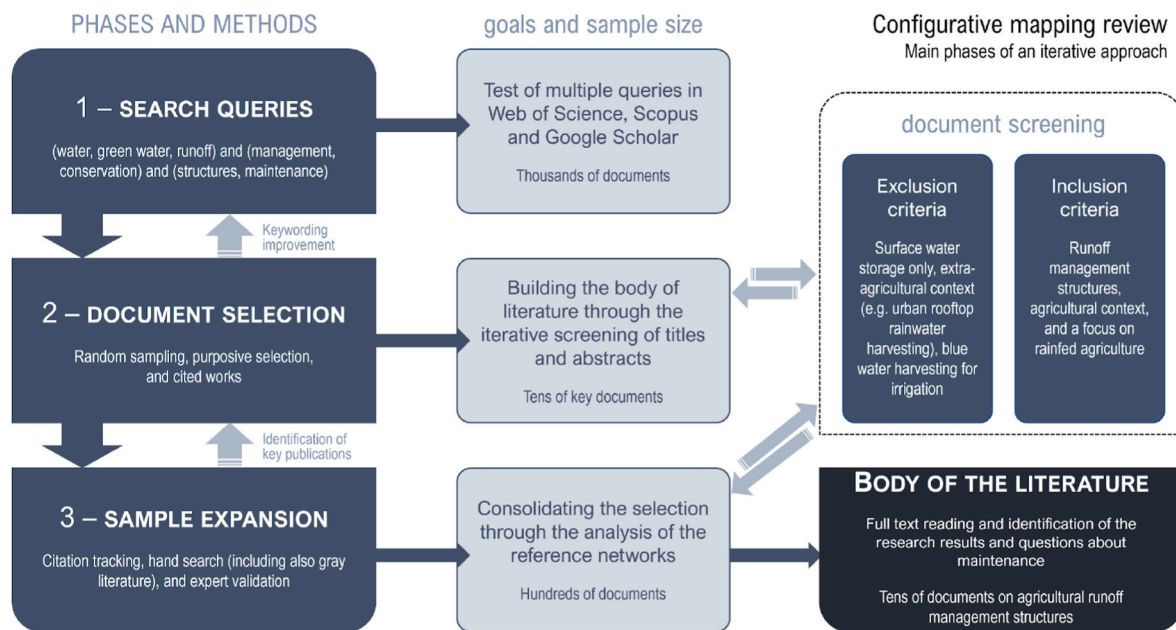 PHASES AND METHODS
goals and sample size
Configurative mapping review
Main phases of an iterative approach
1 – SEARCH QUERIES
(water, green water, runoff) and (management,
conservation) and (structures, maintenance)
Test of multiple queries in
Web of Science, Scopus
and Google Scholar
Thousands of documents
document screening
Exclusion
criteria
Surface water
storage only, extra-
agricultural context
(e.g. urban rooftop
rainwater
harvesting), blue
water harvesting for
irrigation
Inclusion
criteria
Runoff
management
structures,
agricultural context,
and a focus on
rainfed agriculture
Keywording
improvement
2 – DOCUMENT SELECTION
Random sampling, purposive selection,
and cited works
Building the body of
literature through the
iterative screening of titles
and abstracts
Tens of key documents
Identification of
key publications
3 – SAMPLE EXPANSION
Citation tracking, hand search (including also gray
literature), and expert validation
Consolidating the selection
through the analysis of the
reference networks
Hundreds of documents
BODY OF THE LITERATURE
Full text reading and identification of the
research results and questions about
maintenance
Tens of documents on agricultural runoff
management structures